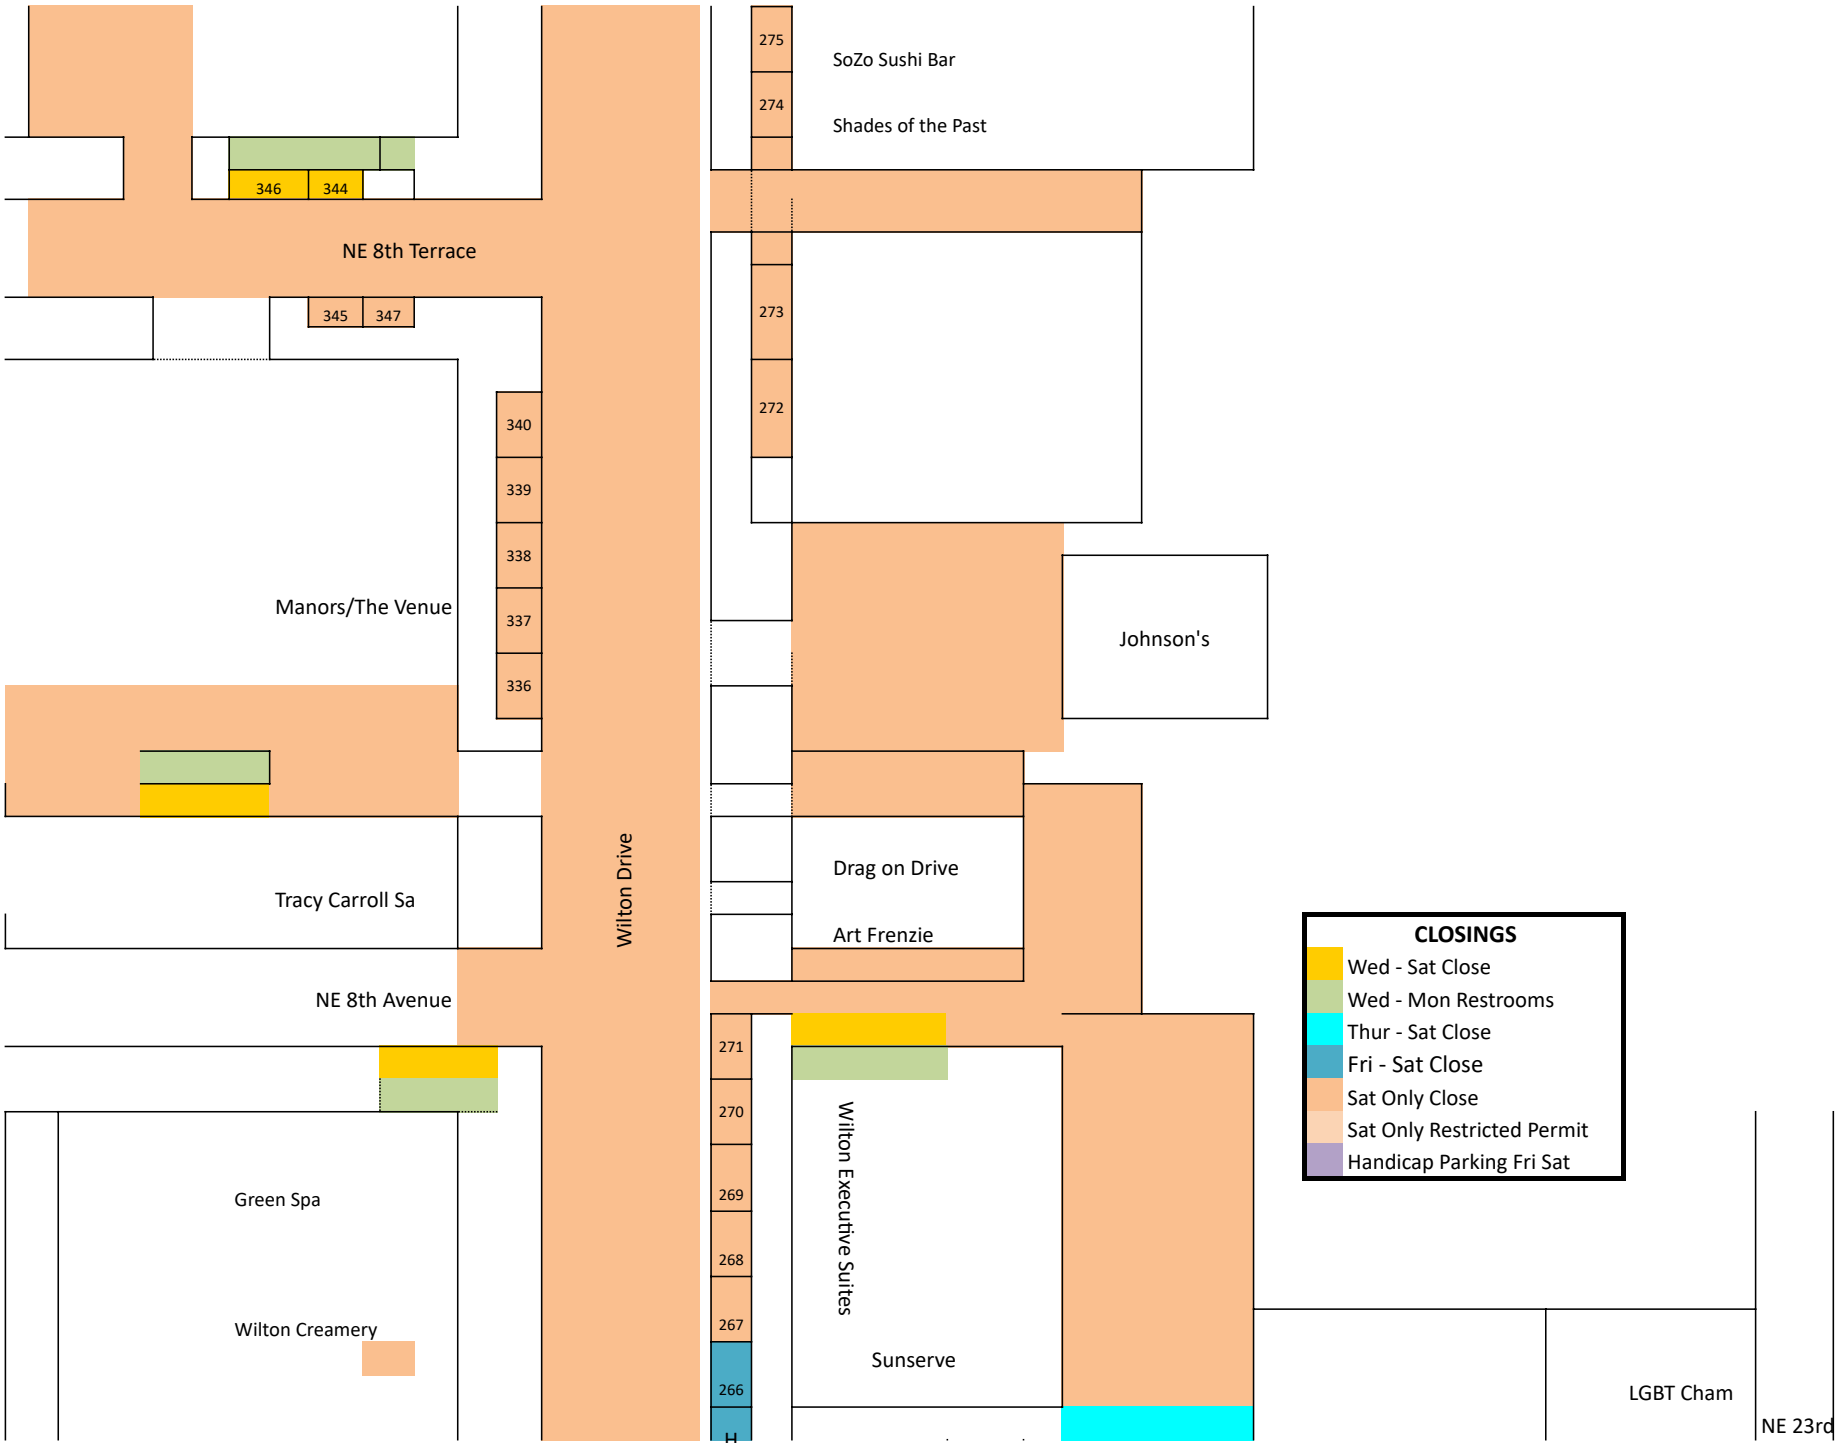 275
SoZo Sushi Bar
274
Shades of the Past
346 344
NE 8th Terrace
345 347
273
272
340
339
338
337
336
Manors/The Venue
Johnson's
Wilton Drive
Drag on Drive
Tracy Carroll Sa
Art Frenzie
NE 8th Avenue
271
270
269
268
267
266
H
Wilton Executive Suites
Green Spa
Wilton Creamery
Sunserve
CLOSINGS
Wed - Sat Close
Wed - Mon Restrooms
Thur - Sat Close
Fri - Sat Close
Sat Only Close
Sat Only Restricted Permit
Handicap Parking Fri Sat
LGBT Cham
NE 23rd